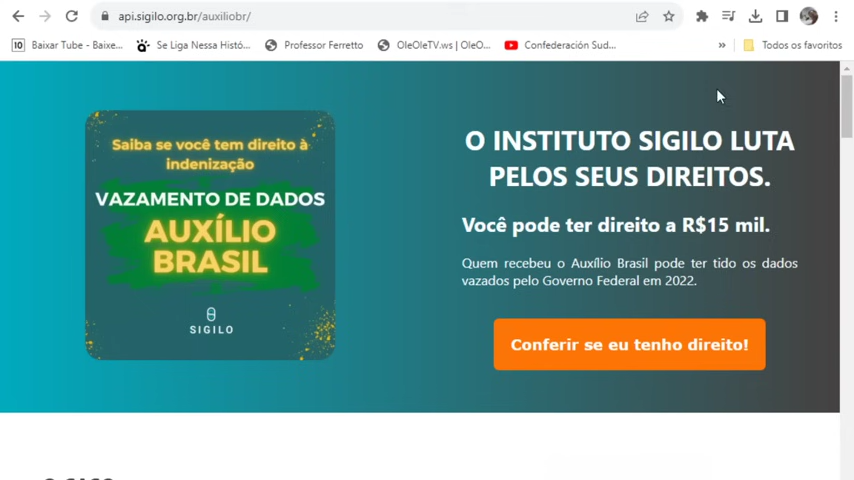 api.sigilo.org.br/auxiliobr/
10 Baixar Tube - Baixe...
Se Liga Nessa Histó...
Professor Ferretto
OleOleTV.ws | OleO...
Confederación Sud...
»
Todos os favoritos
Saiba se você tem direito à
indenização
VAZAMENTO DE DADOS
AUXÍLIO
BRASIL
SIGILO
O INSTITUTO SIGILO LUTA
PELOS SEUS DIREITOS.
Você pode ter direito a R$15 mil.
Quem recebeu o Auxílio Brasil pode ter tido os dados
vazados pelo Governo Federal em 2022.
Conferir se eu tenho direito!